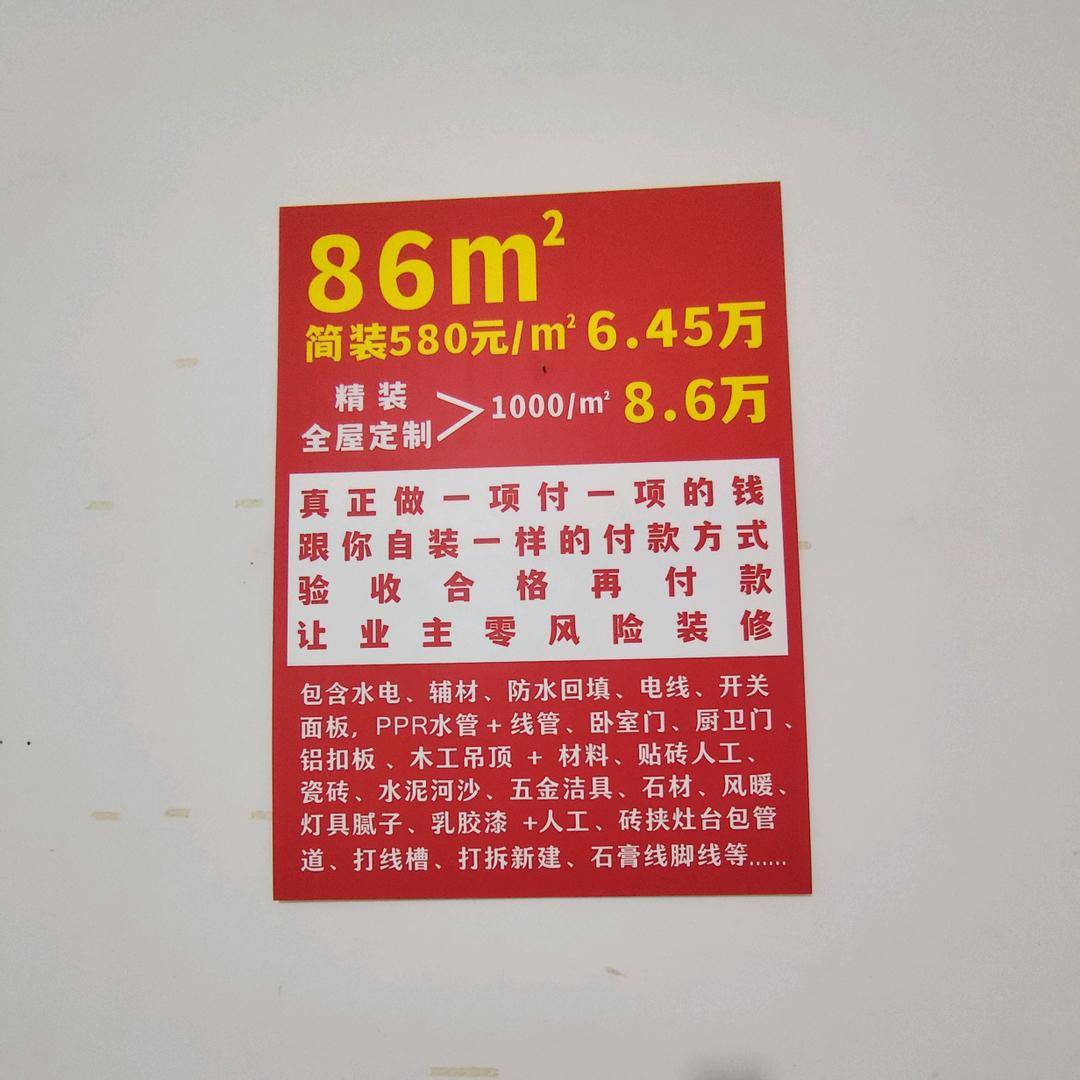 86m²
简装580元/m² 6.45万
精装
全屋定制 > 1000/m² 8.6万
真正做一项付一项的钱
跟你自装一样的付款方式
验收合格再付款
让业主零风险装修
包含水电、辅材、防水回填、电线、开关
面板,PPR水管+线管、卧室门、厨卫门、
铝扣板、木工吊顶+材料、贴砖人工、
瓷砖、水泥河沙、五金洁具、石材、风暖、
灯具腻子、乳胶漆+人工、砖挟灶台包管
道、打线槽、打拆新建、石膏线脚线等......